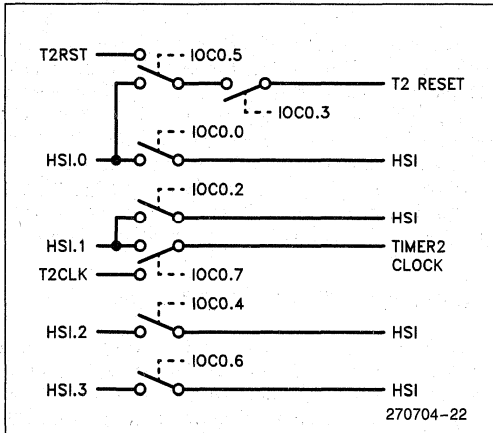 T2RST
IOC0.5
T2 RESET
IOC0.3
IOC0.0
HSI.0
HSI
IOC0.2
HSI
HSI.1
TIMER2
CLOCK
T2CLK
IOC0.7
IOC0.4
HSI.2
HSI
IOC0.6
HSI.3
HSI
270704-22